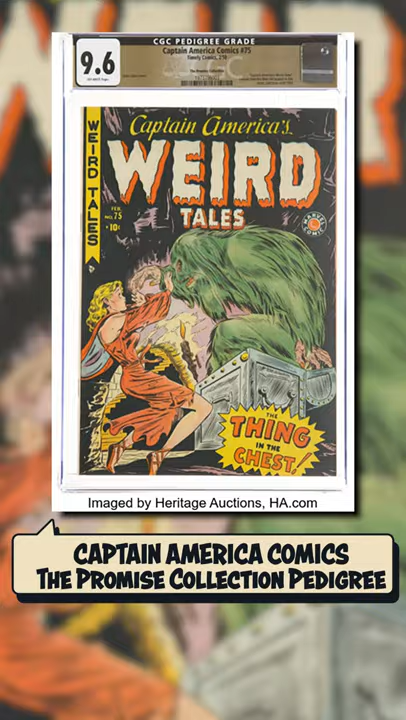 CGC PEDIGREE GRADE
9.6
Captain America Comics #75
Timely Comics, 2/50
The Promise Collection
Captain America's
WEIRD
TALES
WEIRD TALES
FEB.
NO. 75
10¢
MARVEL
COMIC
THE
THING
IN THE
CHEST!
Imaged by Heritage Auctions, HA.com
CAPTAIN AMERICA COMICS
THE PROMISE COLLECTION PEDIGREE